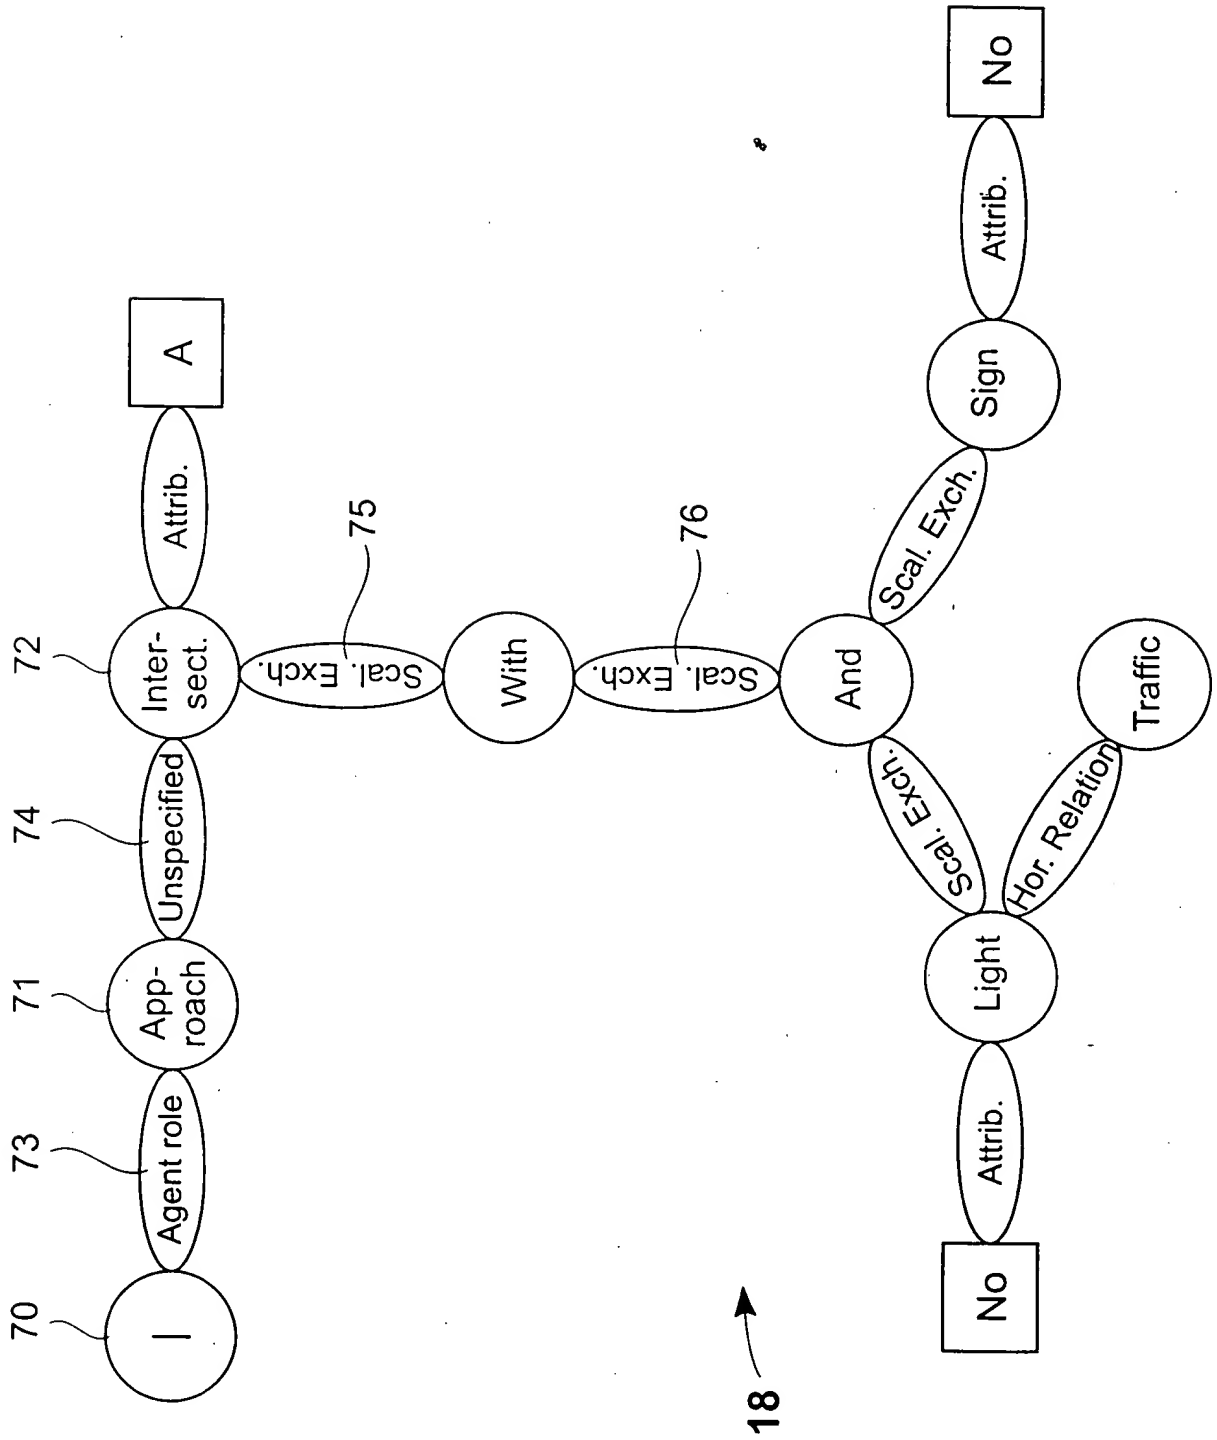 70
73
71
74
72
I
Agent role
App-
roach
Unspecified
Inter-
sect.
Attrib.
A
Scal. Exch.
75
With
Scal. Exch.
76
And
Scal. Exch.
Scal. Exch.
Sign
Attrib.
No
No
Attrib.
Light
Hor. Relation
Traffic
18